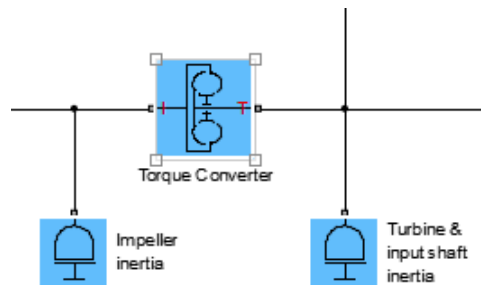 I
T
Torque Converter
Impeller
inertia
Turbine &
input shaft
inertia